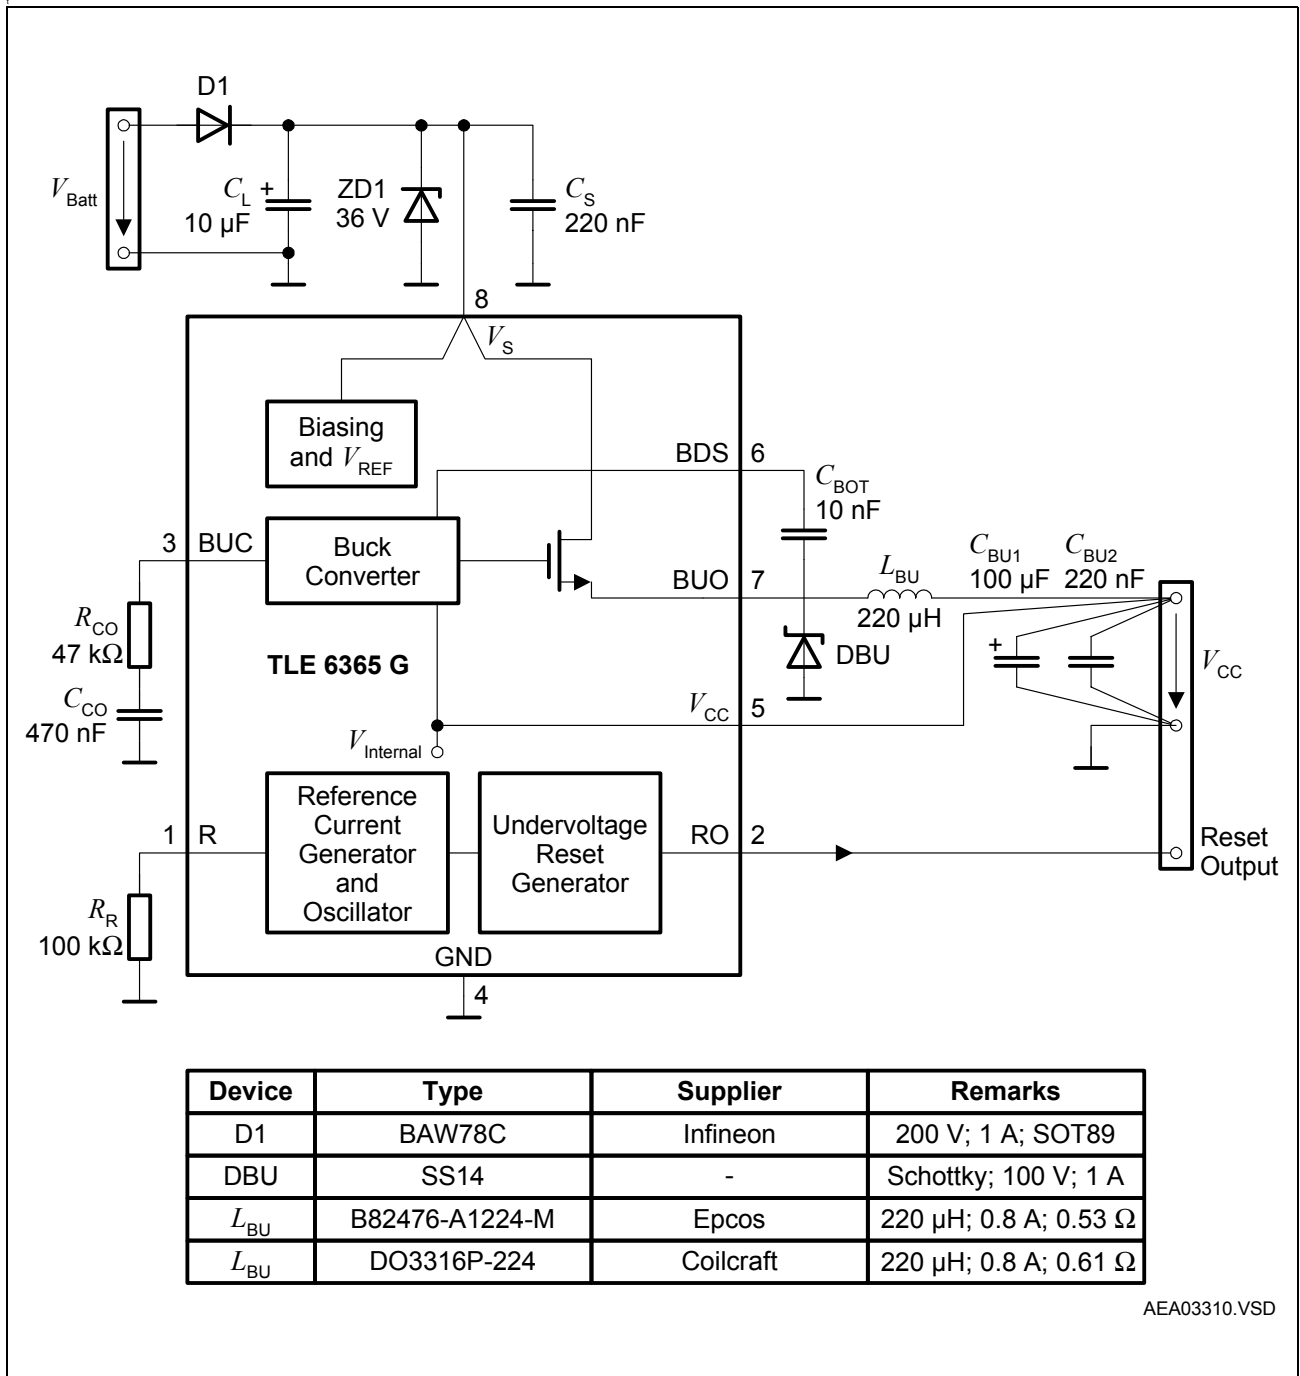 D1
V_Batt
C_L +
10 µF
ZD1
36 V
C_S
220 nF
8
V_S
Biasing
and V_REF
BDS 6
C_BOT
10 nF
3 BUC
Buck
Converter
BUO 7
L_BU
220 µH
C_BU1
100 µF
C_BU2
220 nF
R_CO
47 kΩ
TLE 6365 G
DBU
+
V_CC
C_CO
470 nF
V_CC 5
V_Internal
1 R
Reference
Current
Generator
and
Oscillator
Undervoltage
Reset
Generator
RO 2
Reset
Output
R_R
100 kΩ
GND
4
Device Type Supplier Remarks
D1 BAW78C Infineon 200 V; 1 A; SOT89
DBU SS14 - Schottky; 100 V; 1 A
L_BU B82476-A1224-M Epcos 220 µH; 0.8 A; 0.53 Ω
L_BU DO3316P-224 Coilcraft 220 µH; 0.8 A; 0.61 Ω
AEA03310.VSD